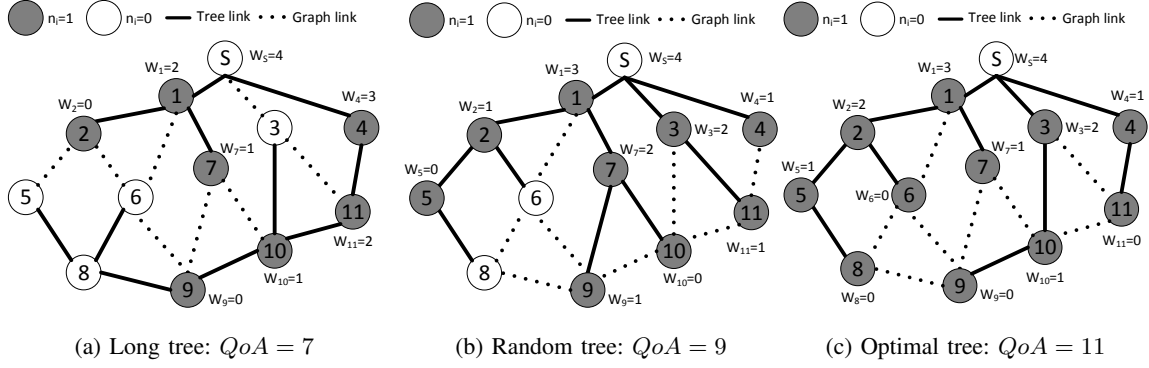 nᵢ=1 nᵢ=0 Tree link Graph link
S W_S=4
W₁=2
1
W₂=0
2
W₄=3
4
3
W₇=1
7
5
6
11
W₁₁=2
10
W₁₀=1
8
9
W₉=0
(a) Long tree: QoA = 7
nᵢ=1 nᵢ=0 Tree link Graph link
S W_S=4
W₁=3
1
W₂=1
2
W₄=1
4
3
W₃=2
W₇=2
7
W₅=0
5
6
11
W₁₁=1
10
W₁₀=0
8
9
W₉=1
(b) Random tree: QoA = 9
nᵢ=1 nᵢ=0 Tree link Graph link
S W_S=4
W₁=3
1
W₂=2
2
W₄=1
4
3
W₃=2
W₇=1
7
W₅=1
5
6
W₆=0
11
W₁₁=0
10
W₁₀=1
8
W₈=0
9
W₉=0
(c) Optimal tree: QoA = 11